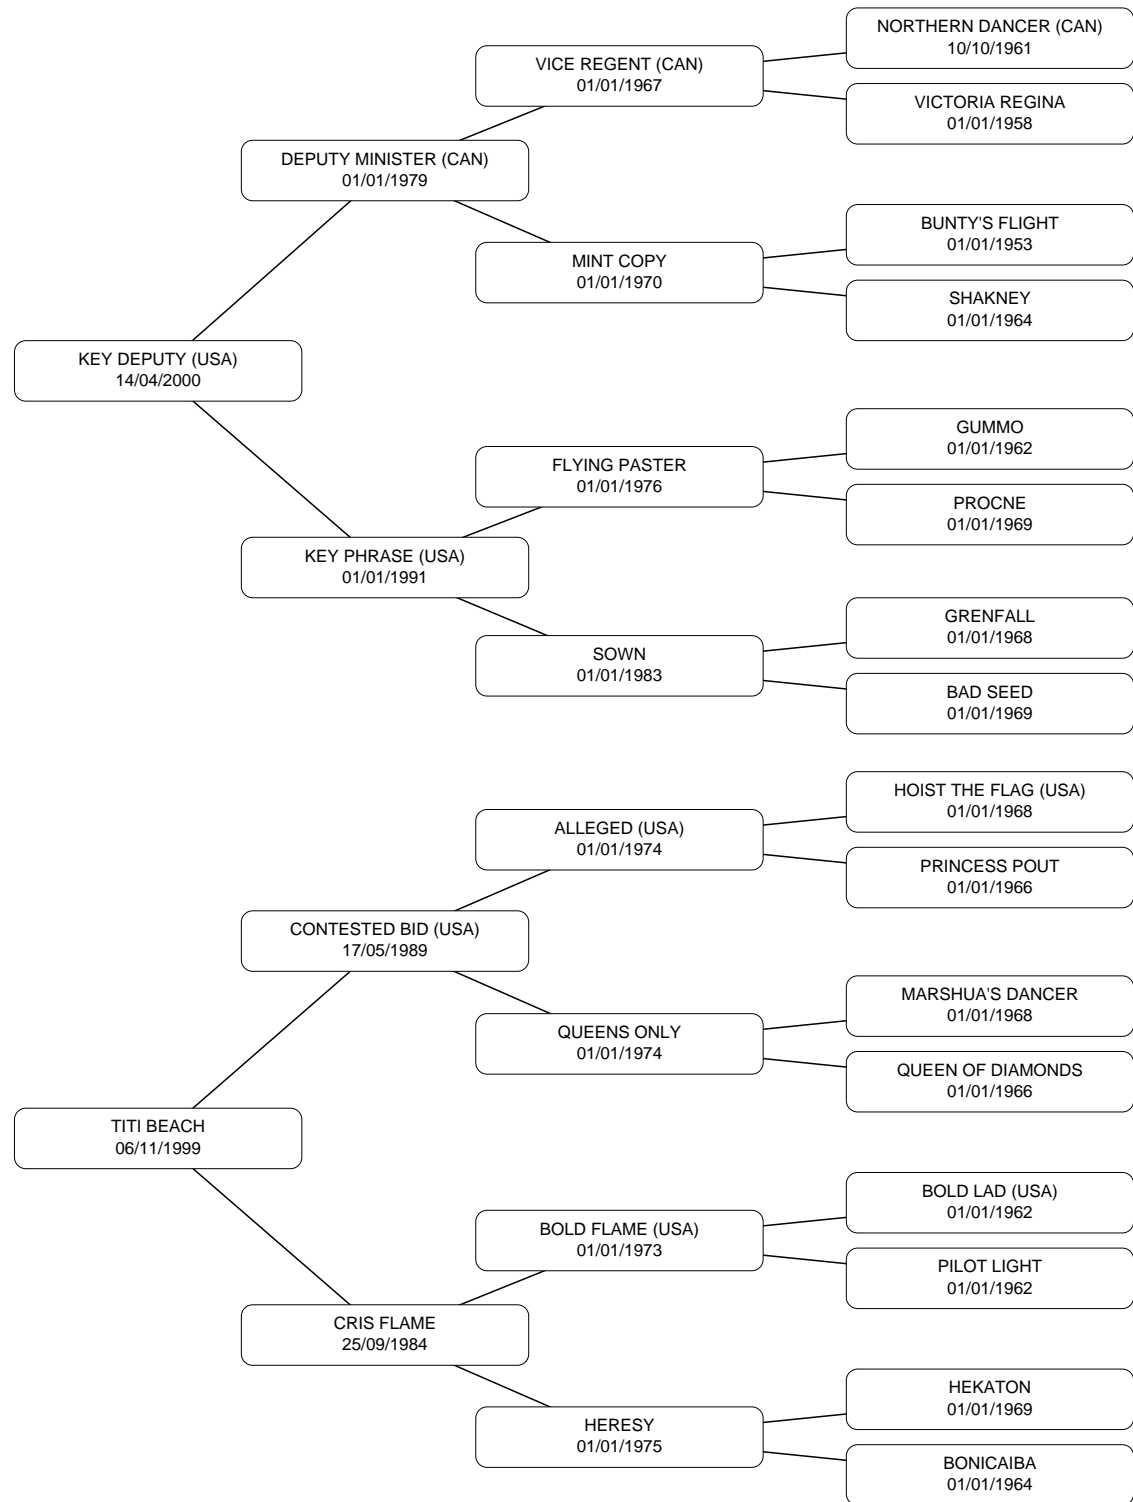 NORTHERN DANCER (CAN)
10/10/1961
VICE REGENT (CAN)
01/01/1967
VICTORIA REGINA
01/01/1958
DEPUTY MINISTER (CAN)
01/01/1979
BUNTY'S FLIGHT
01/01/1953
MINT COPY
01/01/1970
SHAKNEY
01/01/1964
KEY DEPUTY (USA)
14/04/2000
GUMMO
01/01/1962
FLYING PASTER
01/01/1976
PROCNE
01/01/1969
KEY PHRASE (USA)
01/01/1991
GRENFALL
01/01/1968
SOWN
01/01/1983
BAD SEED
01/01/1969
HOIST THE FLAG (USA)
01/01/1968
ALLEGED (USA)
01/01/1974
PRINCESS POUT
01/01/1966
CONTESTED BID (USA)
17/05/1989
MARSHUA'S DANCER
01/01/1968
QUEENS ONLY
01/01/1974
QUEEN OF DIAMONDS
01/01/1966
TITI BEACH
06/11/1999
BOLD LAD (USA)
01/01/1962
BOLD FLAME (USA)
01/01/1973
PILOT LIGHT
01/01/1962
CRIS FLAME
25/09/1984
HEKATON
01/01/1969
HERESY
01/01/1975
BONICAIBA
01/01/1964